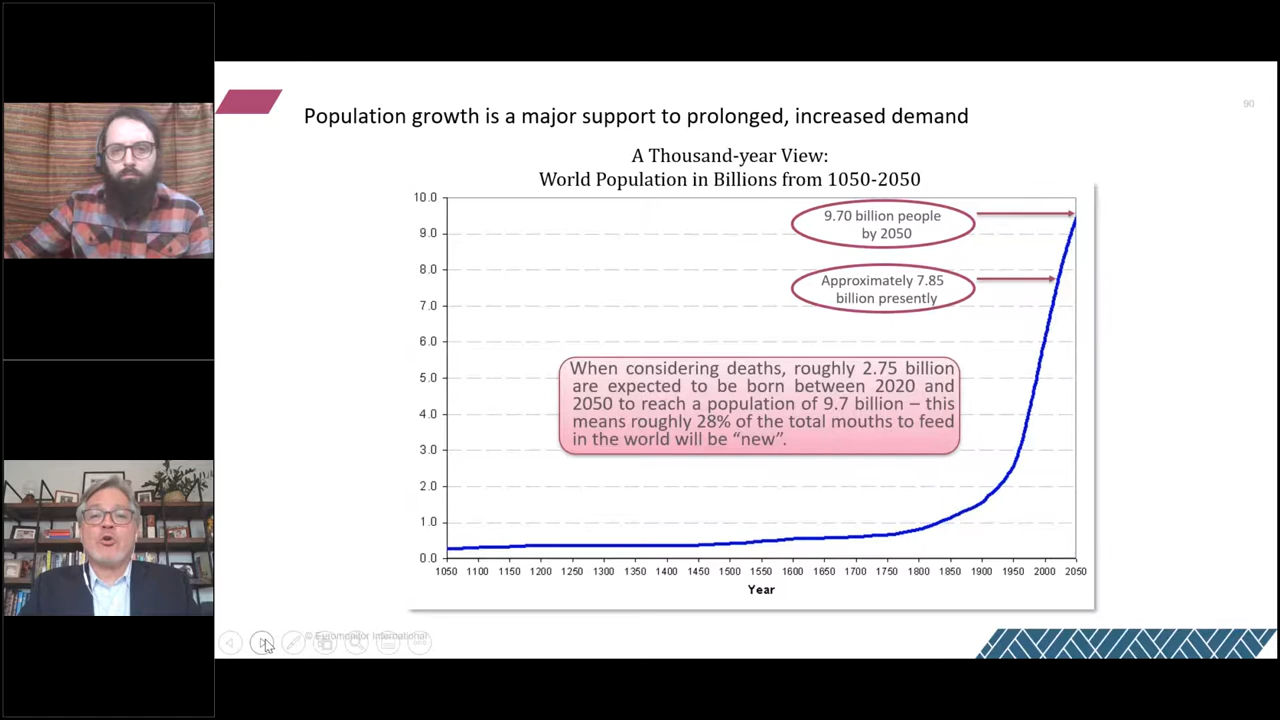 90
Population growth is a major support to prolonged, increased demand
A Thousand-year View:
World Population in Billions from 1050-2050
10.0
9.0
8.0
7.0
6.0
5.0
4.0
3.0
2.0
1.0
0.0
9.70 billion people
by 2050
Approximately 7.85
billion presently
When considering deaths, roughly 2.75 billion
are expected to be born between 2020 and
2050 to reach a population of 9.7 billion – this
means roughly 28% of the total mouths to feed
in the world will be “new”.
1050 1100 1150 1200 1250 1300 1350 1400 1450 1500 1550 1600 1650 1700 1750 1800 1850 1900 1950 2000 2050
Year
© Euromonitor International